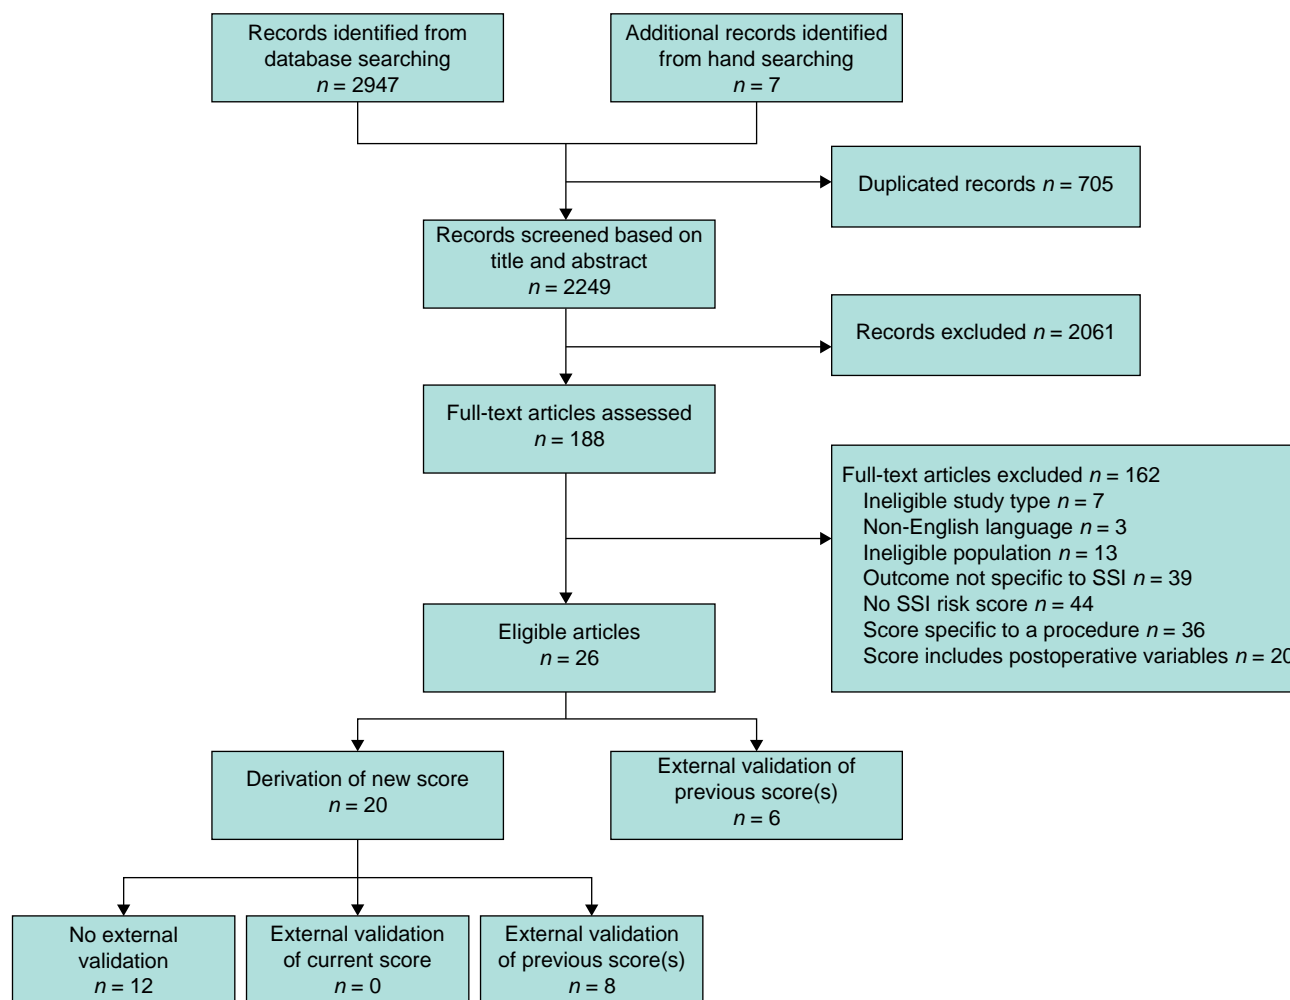 Records identified from
database searching
n = 2947
Additional records identified
from hand searching
n = 7
Duplicated records n = 705
Records screened based on
title and abstract
n = 2249
Records excluded n = 2061
Full-text articles assessed
n = 188
Full-text articles excluded n = 162
Ineligible study type n = 7
Non-English language n = 3
Ineligible population n = 13
Outcome not specific to SSI n = 39
No SSI risk score n = 44
Score specific to a procedure n = 36
Score includes postoperative variables n = 20
Eligible articles
n = 26
Derivation of new score
n = 20
External validation of
previous score(s)
n = 6
No external
validation
n = 12
External validation
of current score
n = 0
External validation
of previous score(s)
n = 8